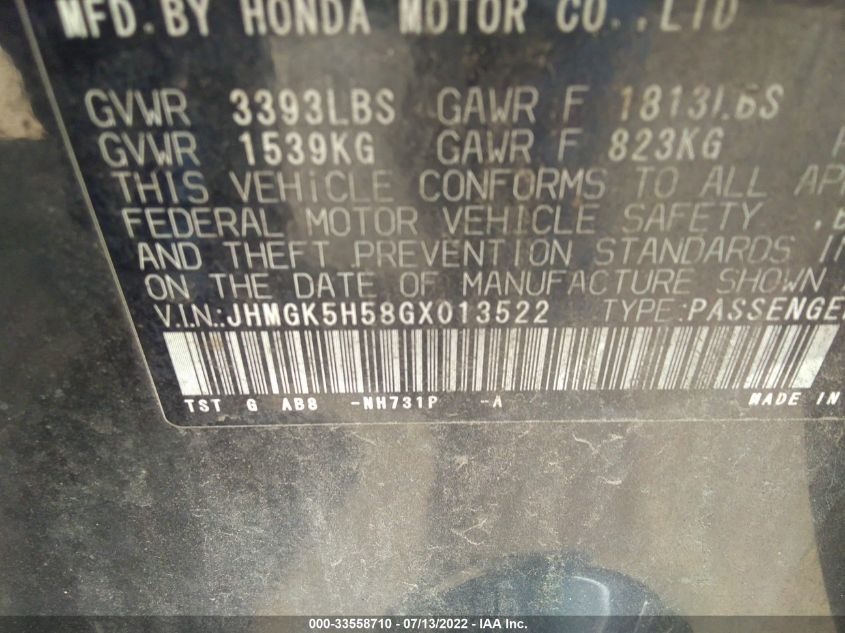 MFD.BY HONDA MOTOR CO.,LTD
GVWR 3393LBS GAWR F 1813LBS
GVWR 1539KG GAWR F 823KG
THIS VEHICLE CONFORMS TO ALL
FEDERAL MOTOR VEHICLE SAFETY
AND THEFT PREVENTION STANDARDS
ON THE DATE OF MANUFACTURE SHOWN
V.I.N.:JHMGK5H58GX013522 TYPE:PASSENGE
TST G AB8 -NH731P -A MADE IN
000-33558710 - 07/13/2022 - © IAA, Inc.